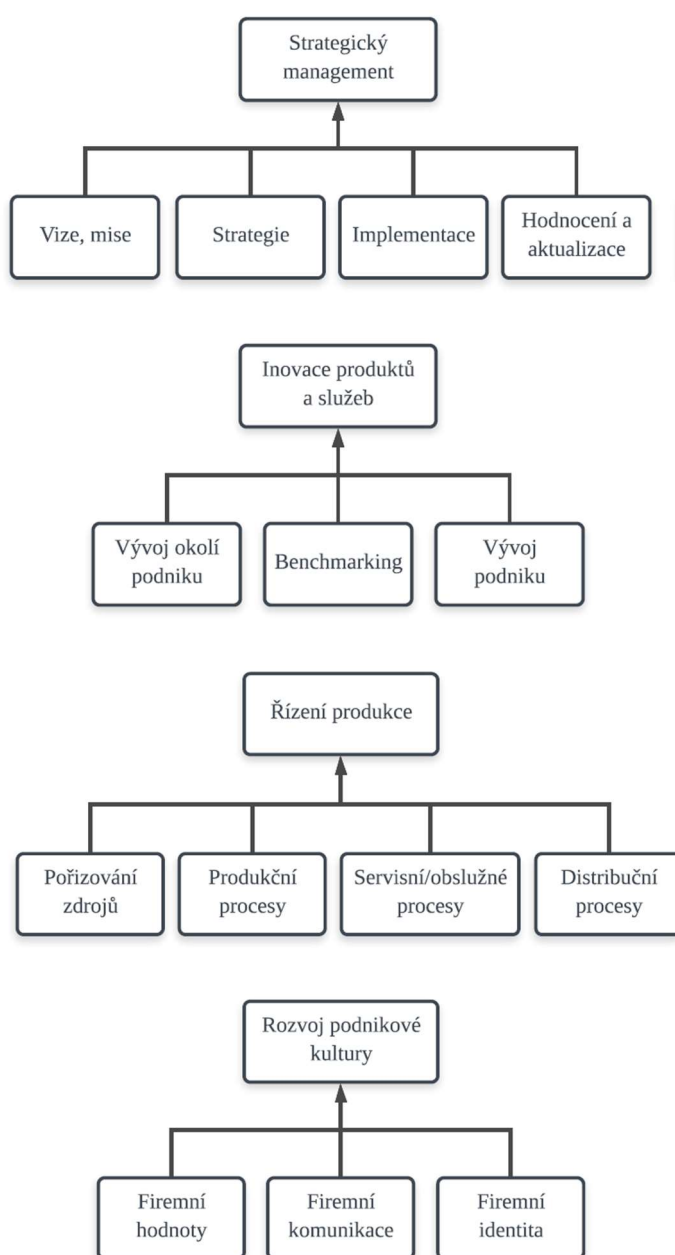 Strategický
management
Vize, mise
Strategie
Implementace
Hodnocení a
aktualizace
Inovace produktů
a služeb
Vývoj okolí
podniku
Benchmarking
Vývoj
podniku
Řízení produkce
Pořizování
zdrojů
Produkční
procesy
Servisní/obslužné
procesy
Distribuční
procesy
Rozvoj podnikové
kultury
Firemní
hodnoty
Firemní
komunikace
Firemní
identita